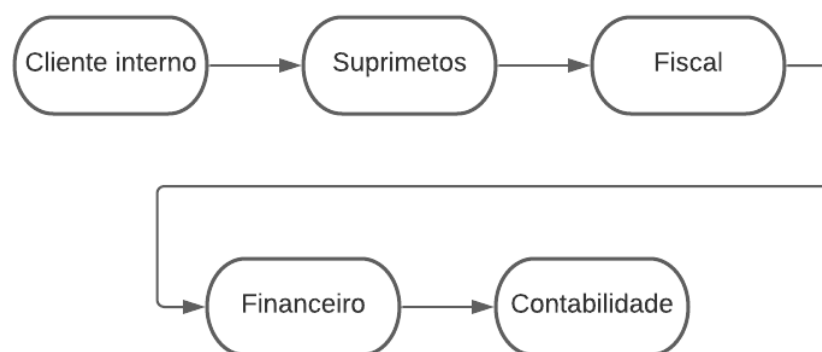 Cliente interno
Suprimetos
Fiscal
Financeiro
Contabilidade